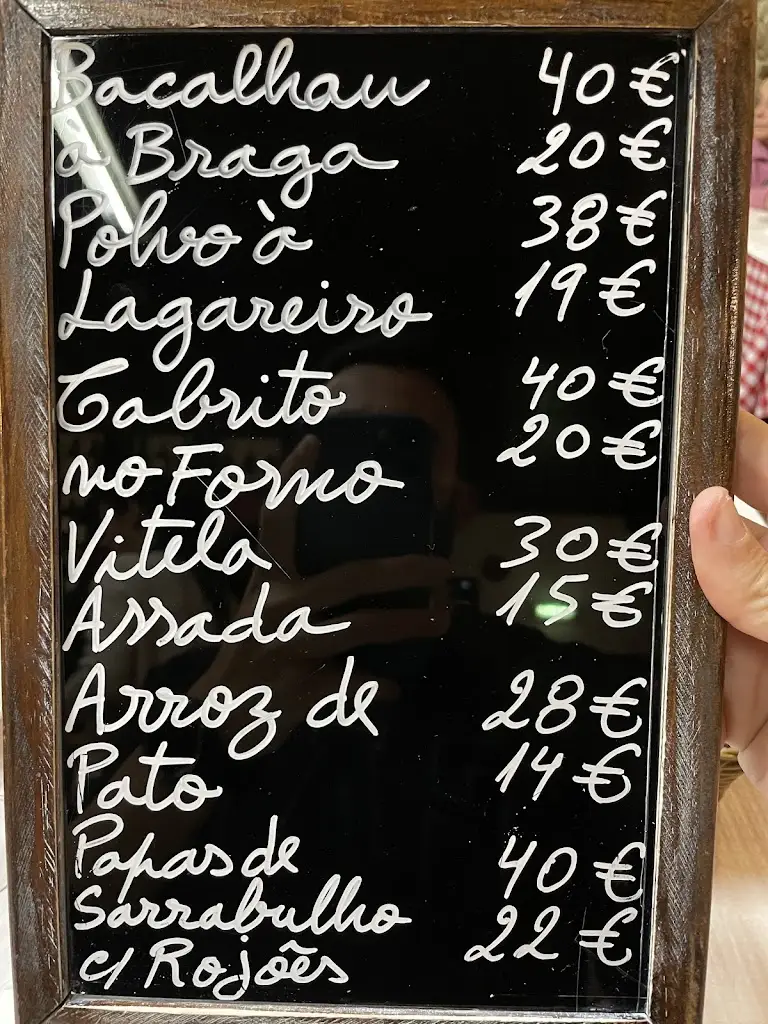 Bacalhau 40€
a Braga 20€
Polvo à 38€
Lagareiro 19€
Cabrito 40€
no Forno 20€
Vitela 30€
Assada 15€
Arroz de 28€
Pato 14€
Papas de 40€
Sarrabulho 22€
c/ Rojões